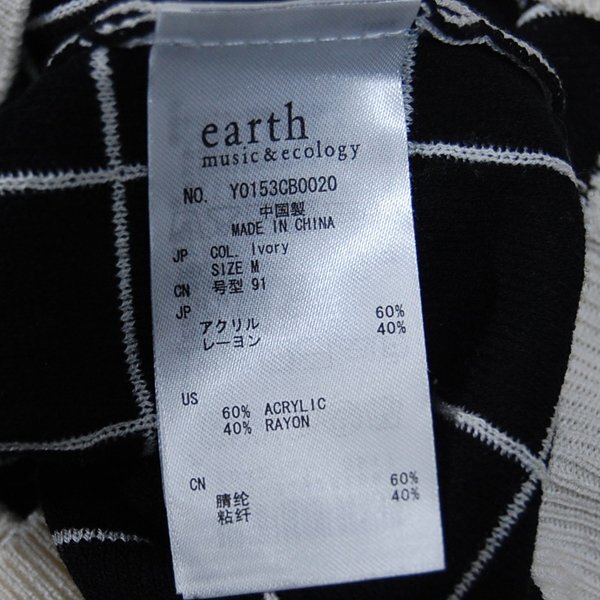 earth
music&ecology
NO. Y0153CB0020
中国製
MADE IN CHINA
JP COL. Ivory
SIZE M
CN 号型 91
JP
アクリル 60%
レーヨン 40%
US
60% ACRYLIC
40% RAYON
CN
腈纶 60%
粘纤 40%